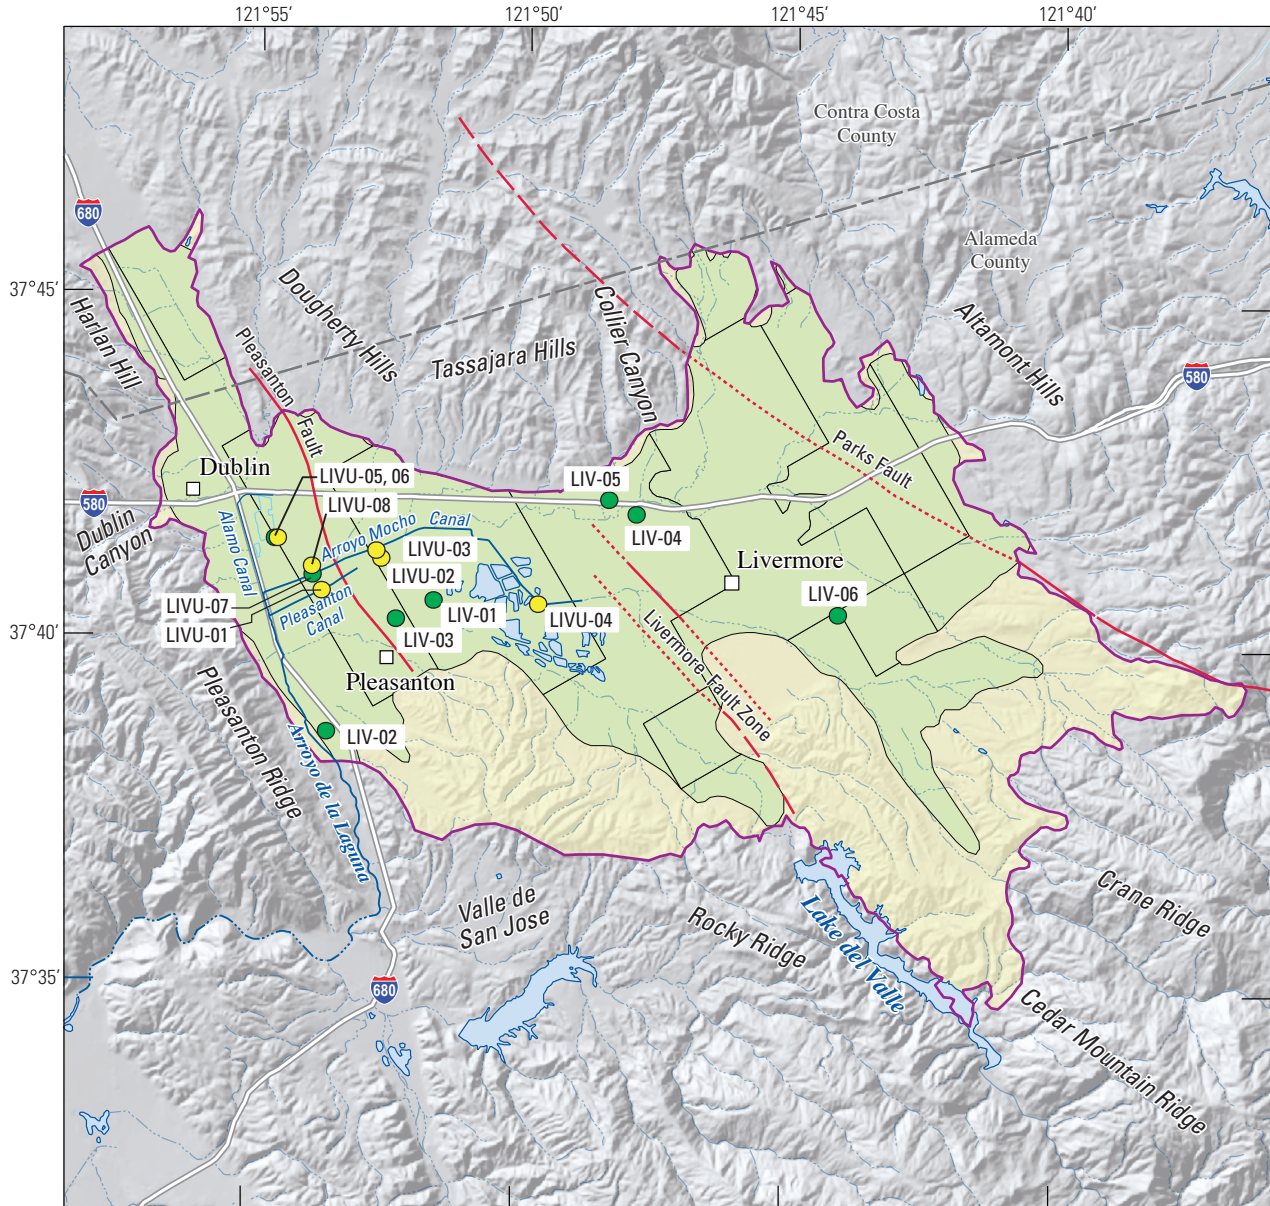 121°55′
121°50′
121°45′
121°40′
Contra Costa
County
680
Alameda
County
37°45′
Harlan Hill
Dougherty Hills
Collier Canyon
Altamont Hills
Pleasanton
Fault
Tassajara Hills
580
Parks Fault
Dublin
LIVU-05, 06
LIV-05
580
LIVU-08
Dublin
Canyon
Alamo Canal
Arroyo Mocho
Canal
LIV-04
LIVU-03
Livermore
LIVU-02
LIV-06
LIVU-07
Pleasanton
Canal
LIV-01
LIVU-04
LIVU-01
37°40′
LIV-03
Livermore Fault Zone
Pleasanton
Pleasanton Ridge
LIV-02
Arroyo de la Laguna
Valle de
San Jose
Rocky Ridge
Lake del Valle
Crane Ridge
37°35′
680
Cedar Mountain Ridge